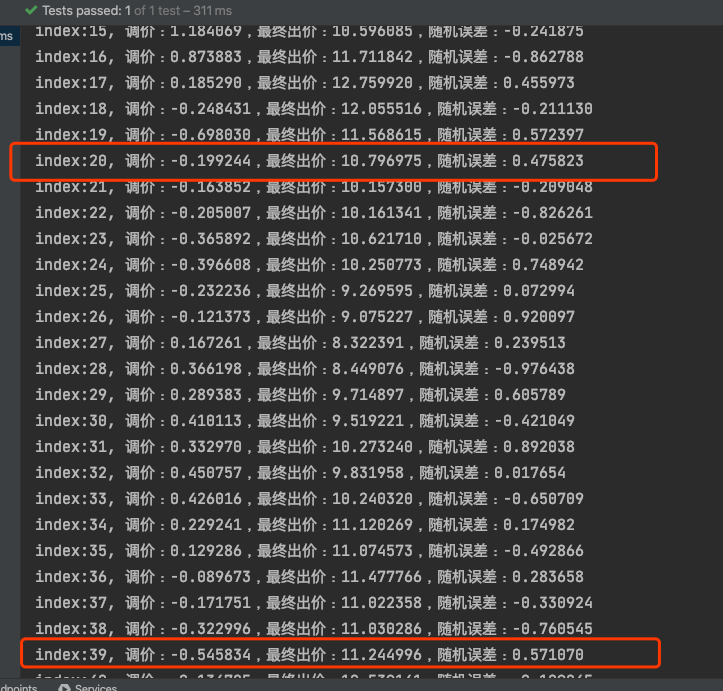 Tests passed: 1 of 1 test – 311 ms
ms
index:15, 调价：1.184069，最终出价：10.596085，随机误差：-0.241875
index:16, 调价：0.873883，最终出价：11.711842，随机误差：-0.862788
index:17, 调价：0.185290，最终出价：12.759920，随机误差：0.455973
index:18, 调价：-0.248431，最终出价：12.055516，随机误差：-0.211130
index:19, 调价：-0.698030，最终出价：11.568615，随机误差：0.572397
index:20, 调价：-0.199244，最终出价：10.796975，随机误差：0.475823
index:21, 调价：-0.163852，最终出价：10.157300，随机误差：-0.209048
index:22, 调价：-0.205007，最终出价：10.161341，随机误差：-0.826261
index:23, 调价：-0.365892，最终出价：10.621710，随机误差：-0.025672
index:24, 调价：-0.396608，最终出价：10.250773，随机误差：0.748942
index:25, 调价：-0.232236，最终出价：9.269595，随机误差：0.072994
index:26, 调价：-0.121373，最终出价：9.075227，随机误差：0.920097
index:27, 调价：0.167261，最终出价：8.322391，随机误差：0.239513
index:28, 调价：0.366198，最终出价：8.449076，随机误差：-0.976438
index:29, 调价：0.289383，最终出价：9.714897，随机误差：0.605789
index:30, 调价：0.410113，最终出价：9.519221，随机误差：-0.421049
index:31, 调价：0.332970，最终出价：10.273240，随机误差：0.892038
index:32, 调价：0.450757，最终出价：9.831958，随机误差：0.017654
index:33, 调价：0.426016，最终出价：10.240320，随机误差：-0.650709
index:34, 调价：0.229241，最终出价：11.120269，随机误差：0.174982
index:35, 调价：0.129286，最终出价：11.074573，随机误差：-0.492866
index:36, 调价：-0.089673，最终出价：11.477766，随机误差：0.283658
index:37, 调价：-0.171751，最终出价：11.022358，随机误差：-0.330924
index:38, 调价：-0.322996，最终出价：11.030286，随机误差：-0.760545
index:39, 调价：-0.545834，最终出价：11.244996，随机误差：0.571070
dpoints Services